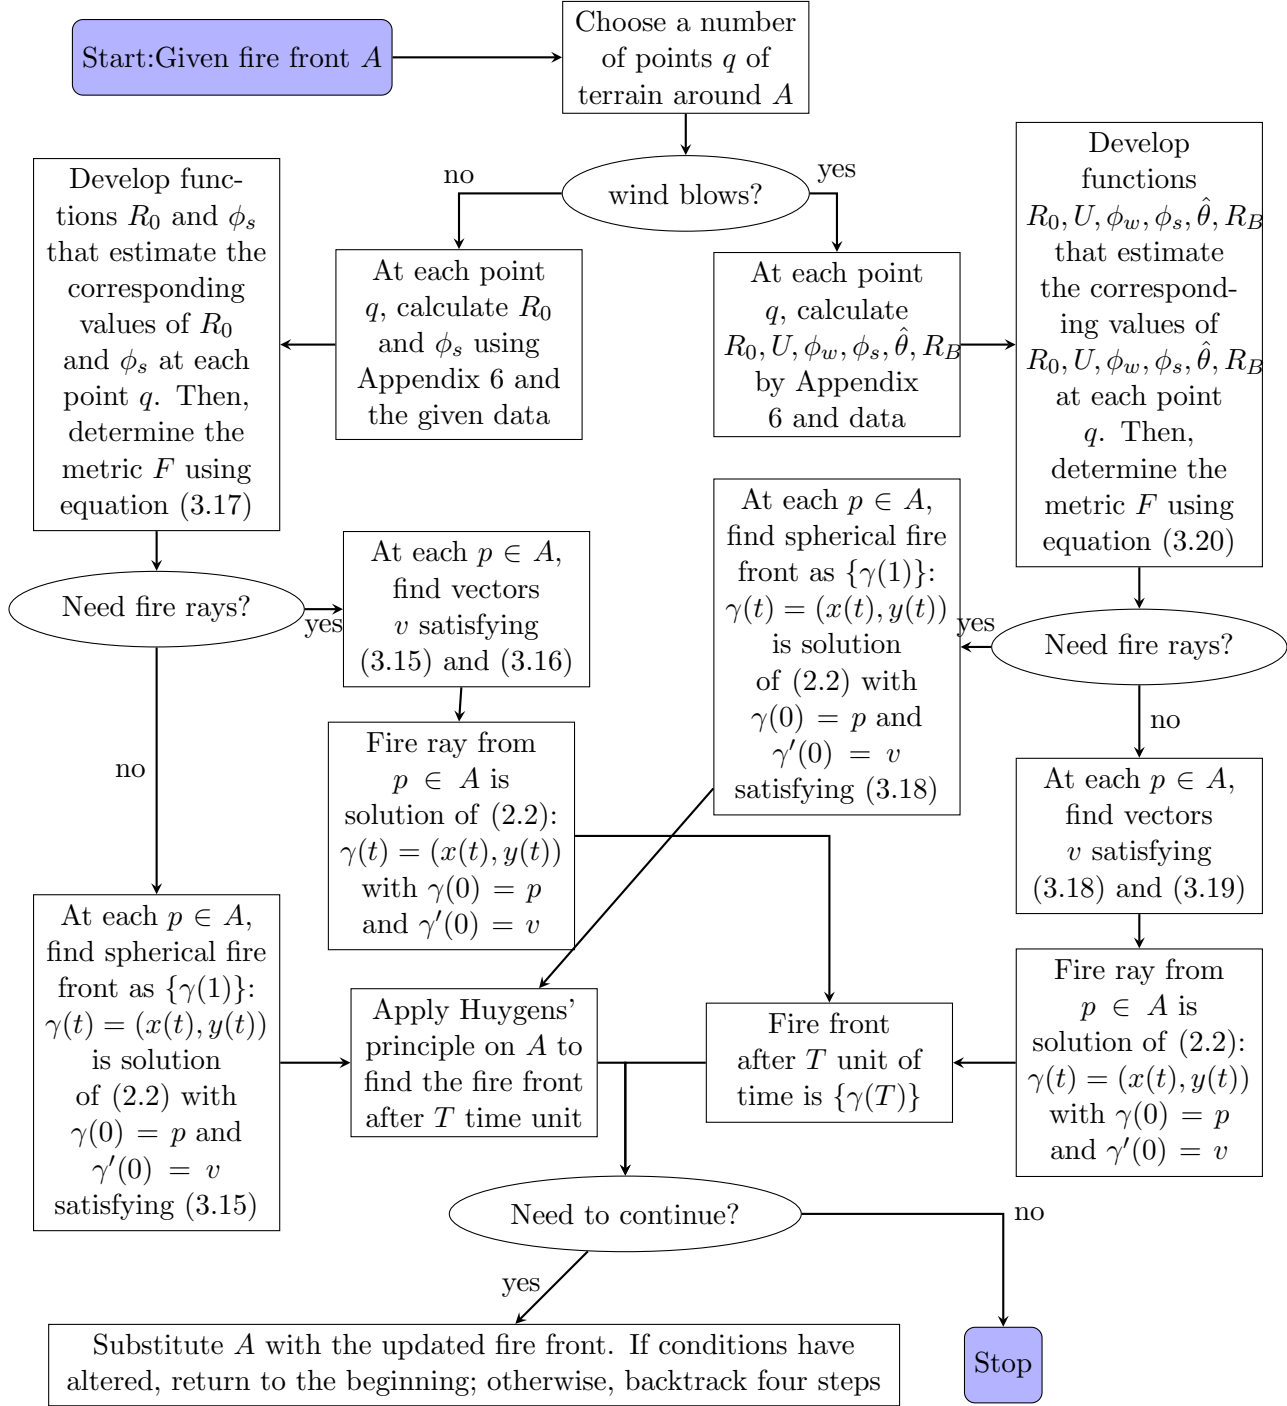 Start:Given fire front A
Choose a number
of points q of
terrain around A
wind blows?
no
yes
Develop func-
tions R₀ and ϕₛ
that estimate the
corresponding
values of R₀
and ϕₛ at each
point q. Then,
determine the
metric F using
equation (3.17)
At each point
q, calculate R₀
and ϕₛ using
Appendix 6 and
the given data
At each point
q, calculate
R₀, U, ϕ_w, ϕₛ, θ̂, R_B
by Appendix
6 and data
Develop
functions
R₀, U, ϕ_w, ϕₛ, θ̂, R_B
that estimate
the correspond-
ing values of
R₀, U, ϕ_w, ϕₛ, θ̂, R_B
at each point
q. Then,
determine the
metric F using
equation (3.20)
Need fire rays?
yes
no
At each p ∈ A,
find vectors
v satisfying
(3.15) and (3.16)
Fire ray from
p ∈ A is
solution of (2.2):
γ(t) = (x(t), y(t))
with γ(0) = p
and γ′(0) = v
At each p ∈ A,
find spherical fire
front as {γ(1)}:
γ(t) = (x(t), y(t))
is solution
of (2.2) with
γ(0) = p and
γ′(0) = v
satisfying (3.18)
Need fire rays?
yes
no
At each p ∈ A,
find vectors
v satisfying
(3.18) and (3.19)
Fire ray from
p ∈ A is
solution of (2.2):
γ(t) = (x(t), y(t))
with γ(0) = p
and γ′(0) = v
At each p ∈ A,
find spherical fire
front as {γ(1)}:
γ(t) = (x(t), y(t))
is solution
of (2.2) with
γ(0) = p and
γ′(0) = v
satisfying (3.15)
Apply Huygens'
principle on A to
find the fire front
after T time unit
Fire front
after T unit of
time is {γ(T)}
Need to continue?
no
yes
Substitute A with the updated fire front. If conditions have
altered, return to the beginning; otherwise, backtrack four steps
Stop